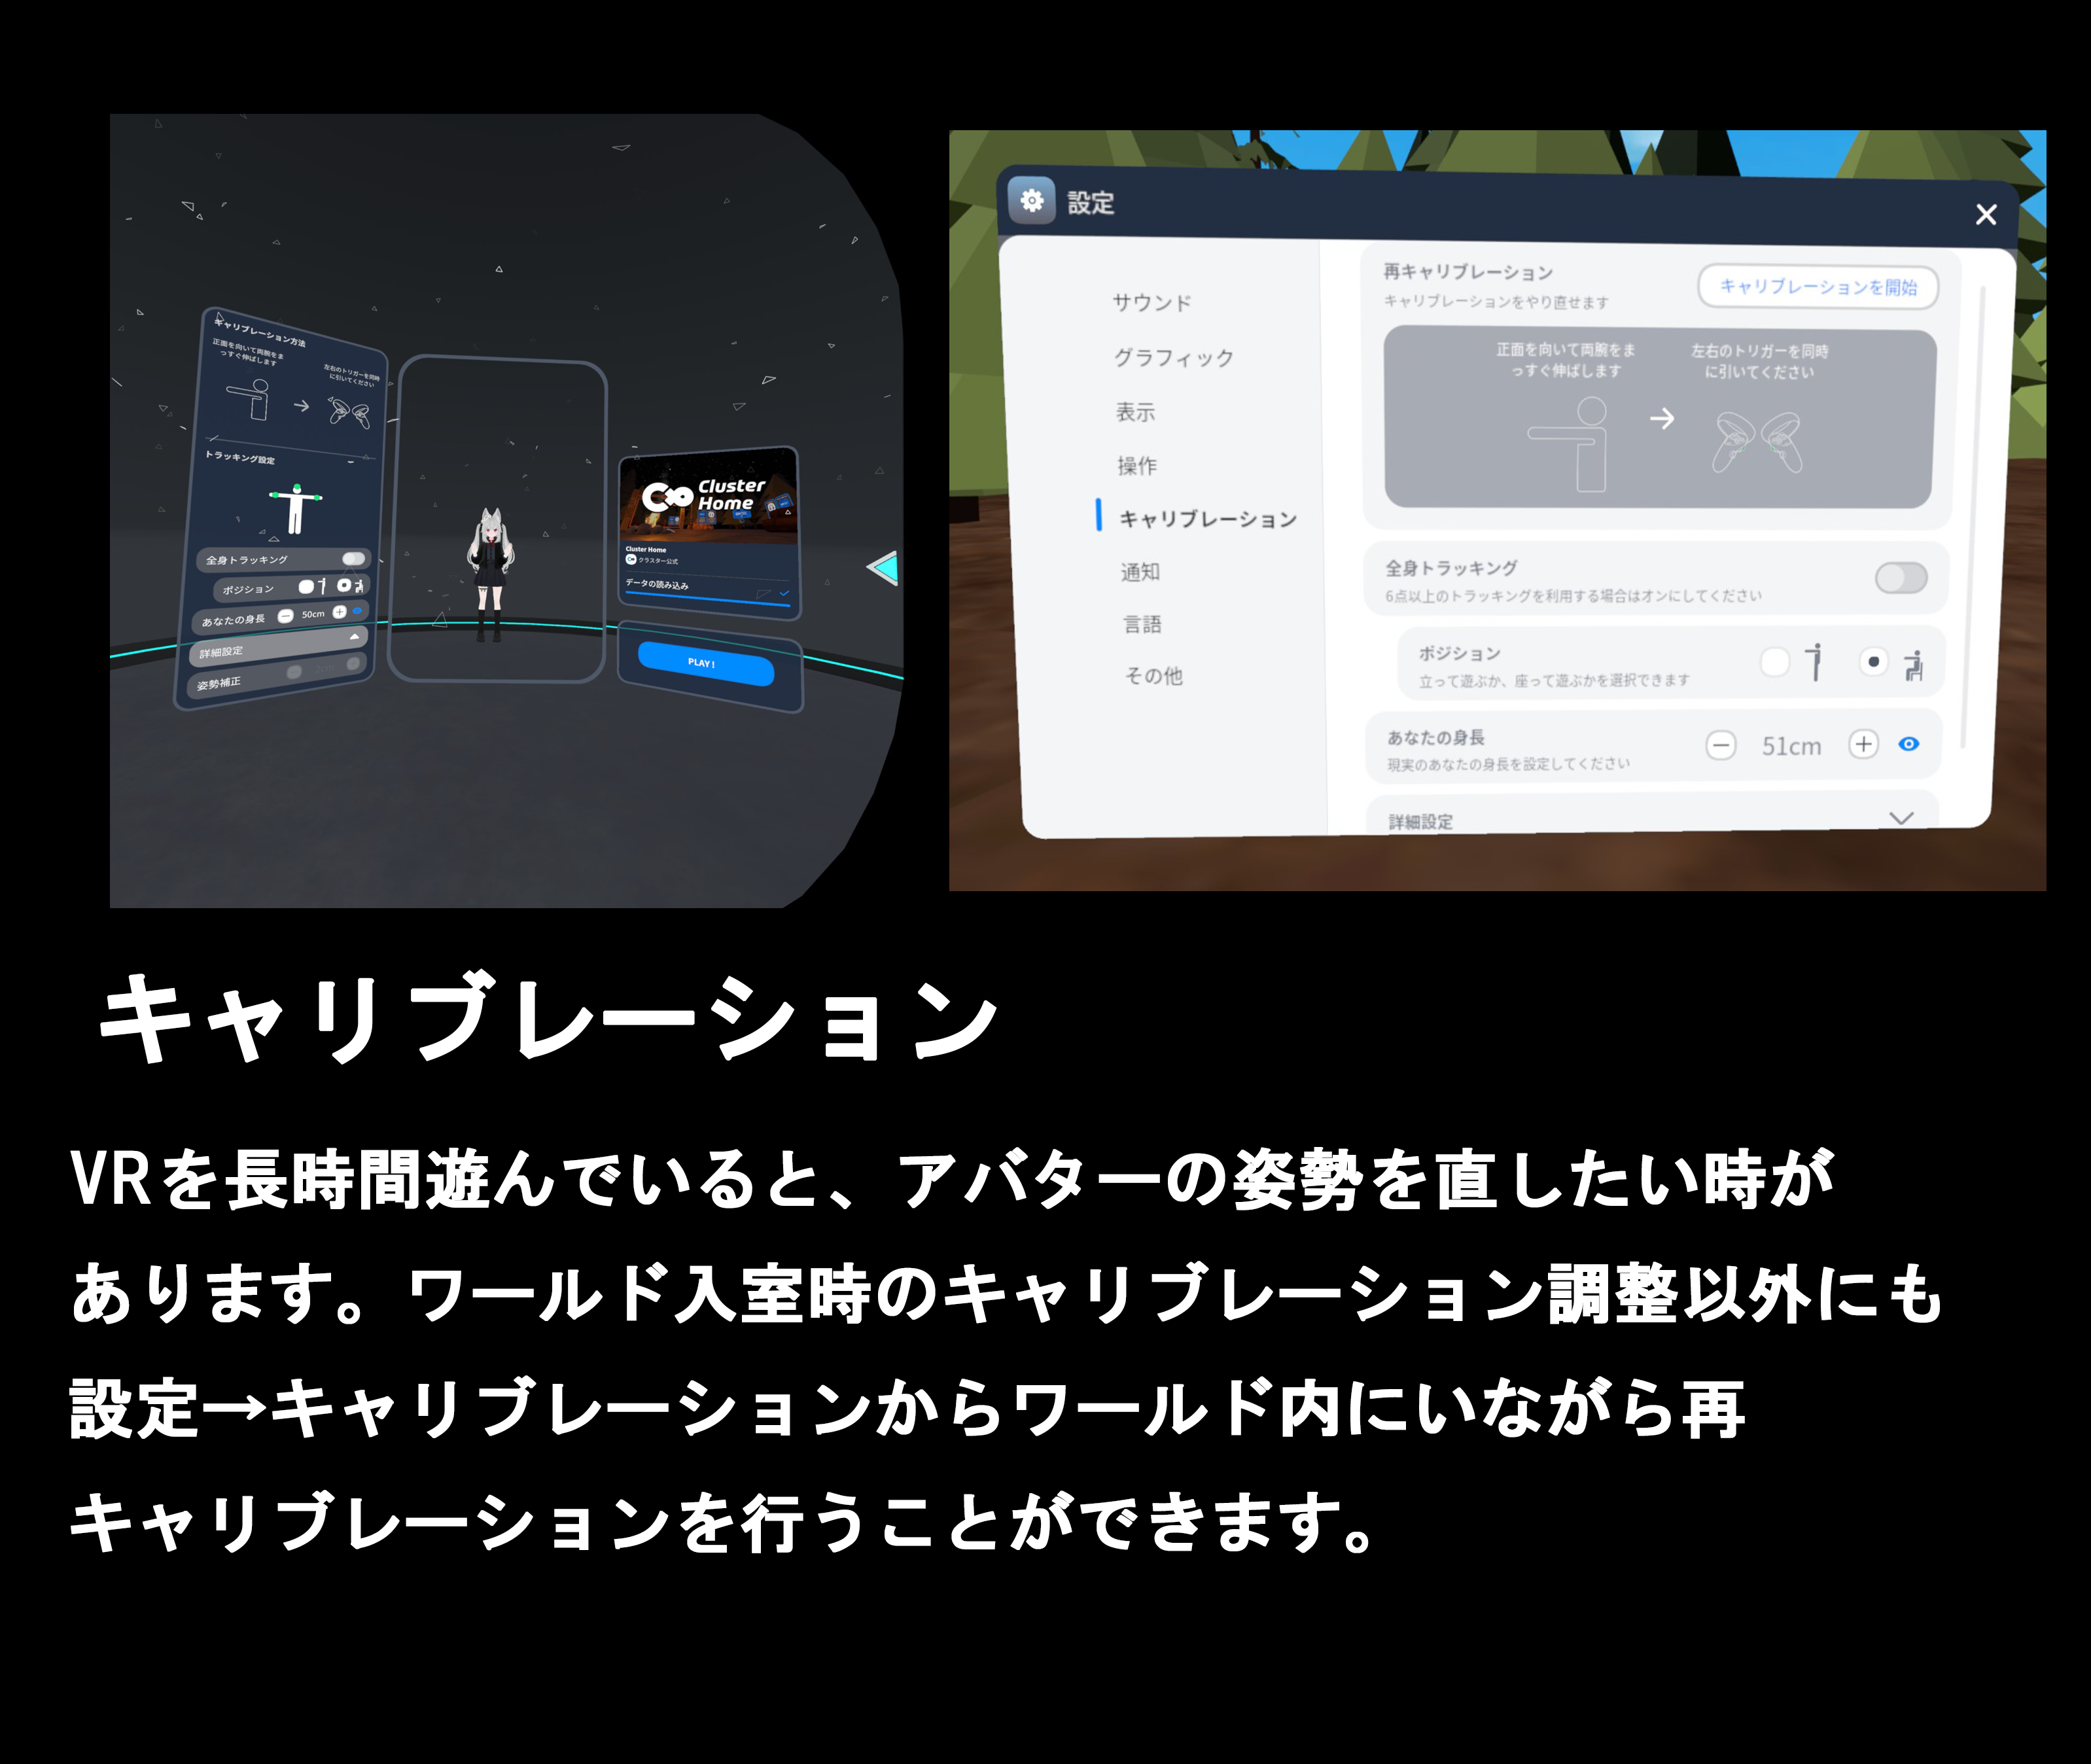 キャリブレーション方法
正面を向いて両腕をま
っすぐ伸ばします
左右のトリガーを同時
に引いてください
トラッキング設定
全身トラッキング
ポジション
あなたの身長
50cm
詳細設定
姿勢補正
Cluster
Home
Cluster Home
クラスター公式
データの読み込み
PLAY!
設定
サウンド
グラフィック
表示
操作
キャリブレーション
通知
言語
その他
再キャリブレーション
キャリブレーションをやり直せます
キャリブレーションを開始
正面を向いて両腕をま
っすぐ伸ばします
左右のトリガーを同時
に引いてください
全身トラッキング
6点以上のトラッキングを利用する場合はオンにしてください
ポジション
立って遊ぶか、座って遊ぶかを選択できます
あなたの身長
現実のあなたの身長を設定してください
51cm
詳細設定
キャリブレーション
VRを長時間遊んでいると、アバターの姿勢を直したい時が
あります。ワールド入室時のキャリブレーション調整以外にも
設定→キャリブレーションからワールド内にいながら再
キャリブレーションを行うことができます。